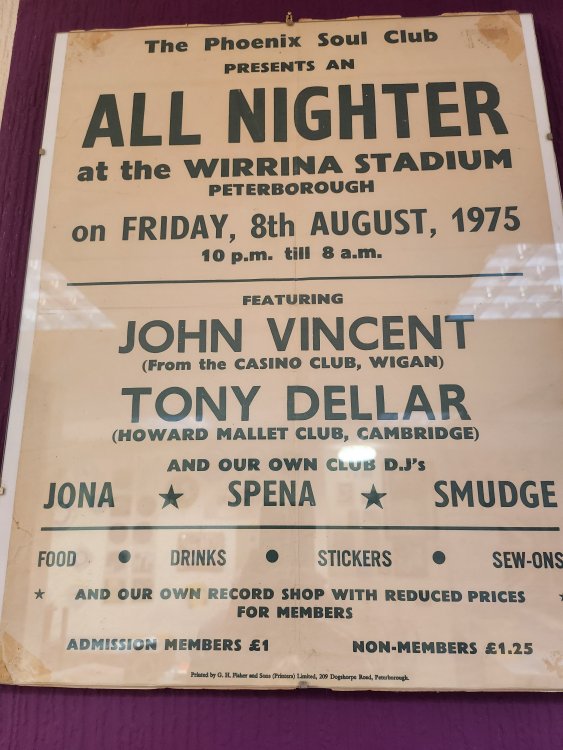 The Phoenix Soul Club
PRESENTS AN
ALL NIGHTER
at the WIRRINA STADIUM
PETERBOROUGH
on FRIDAY, 8th AUGUST, 1975
10 p.m. till 8 a.m.
FEATURING
JOHN VINCENT
(From the CASINO CLUB, WIGAN)
TONY DELLAR
(HOWARD MALLET CLUB, CAMBRIDGE)
AND OUR OWN CLUB D.J's
JONA ★ SPENA ★ SMUDGE
FOOD ● DRINKS ● STICKERS ● SEW-ONS
★ AND OUR OWN RECORD SHOP WITH REDUCED PRICES ★
FOR MEMBERS
ADMISSION MEMBERS £1 NON-MEMBERS £1.25
Printed by G. H. Fisher and Sons (Printers) Limited, 209 Dogsthorpe Road, Peterborough.